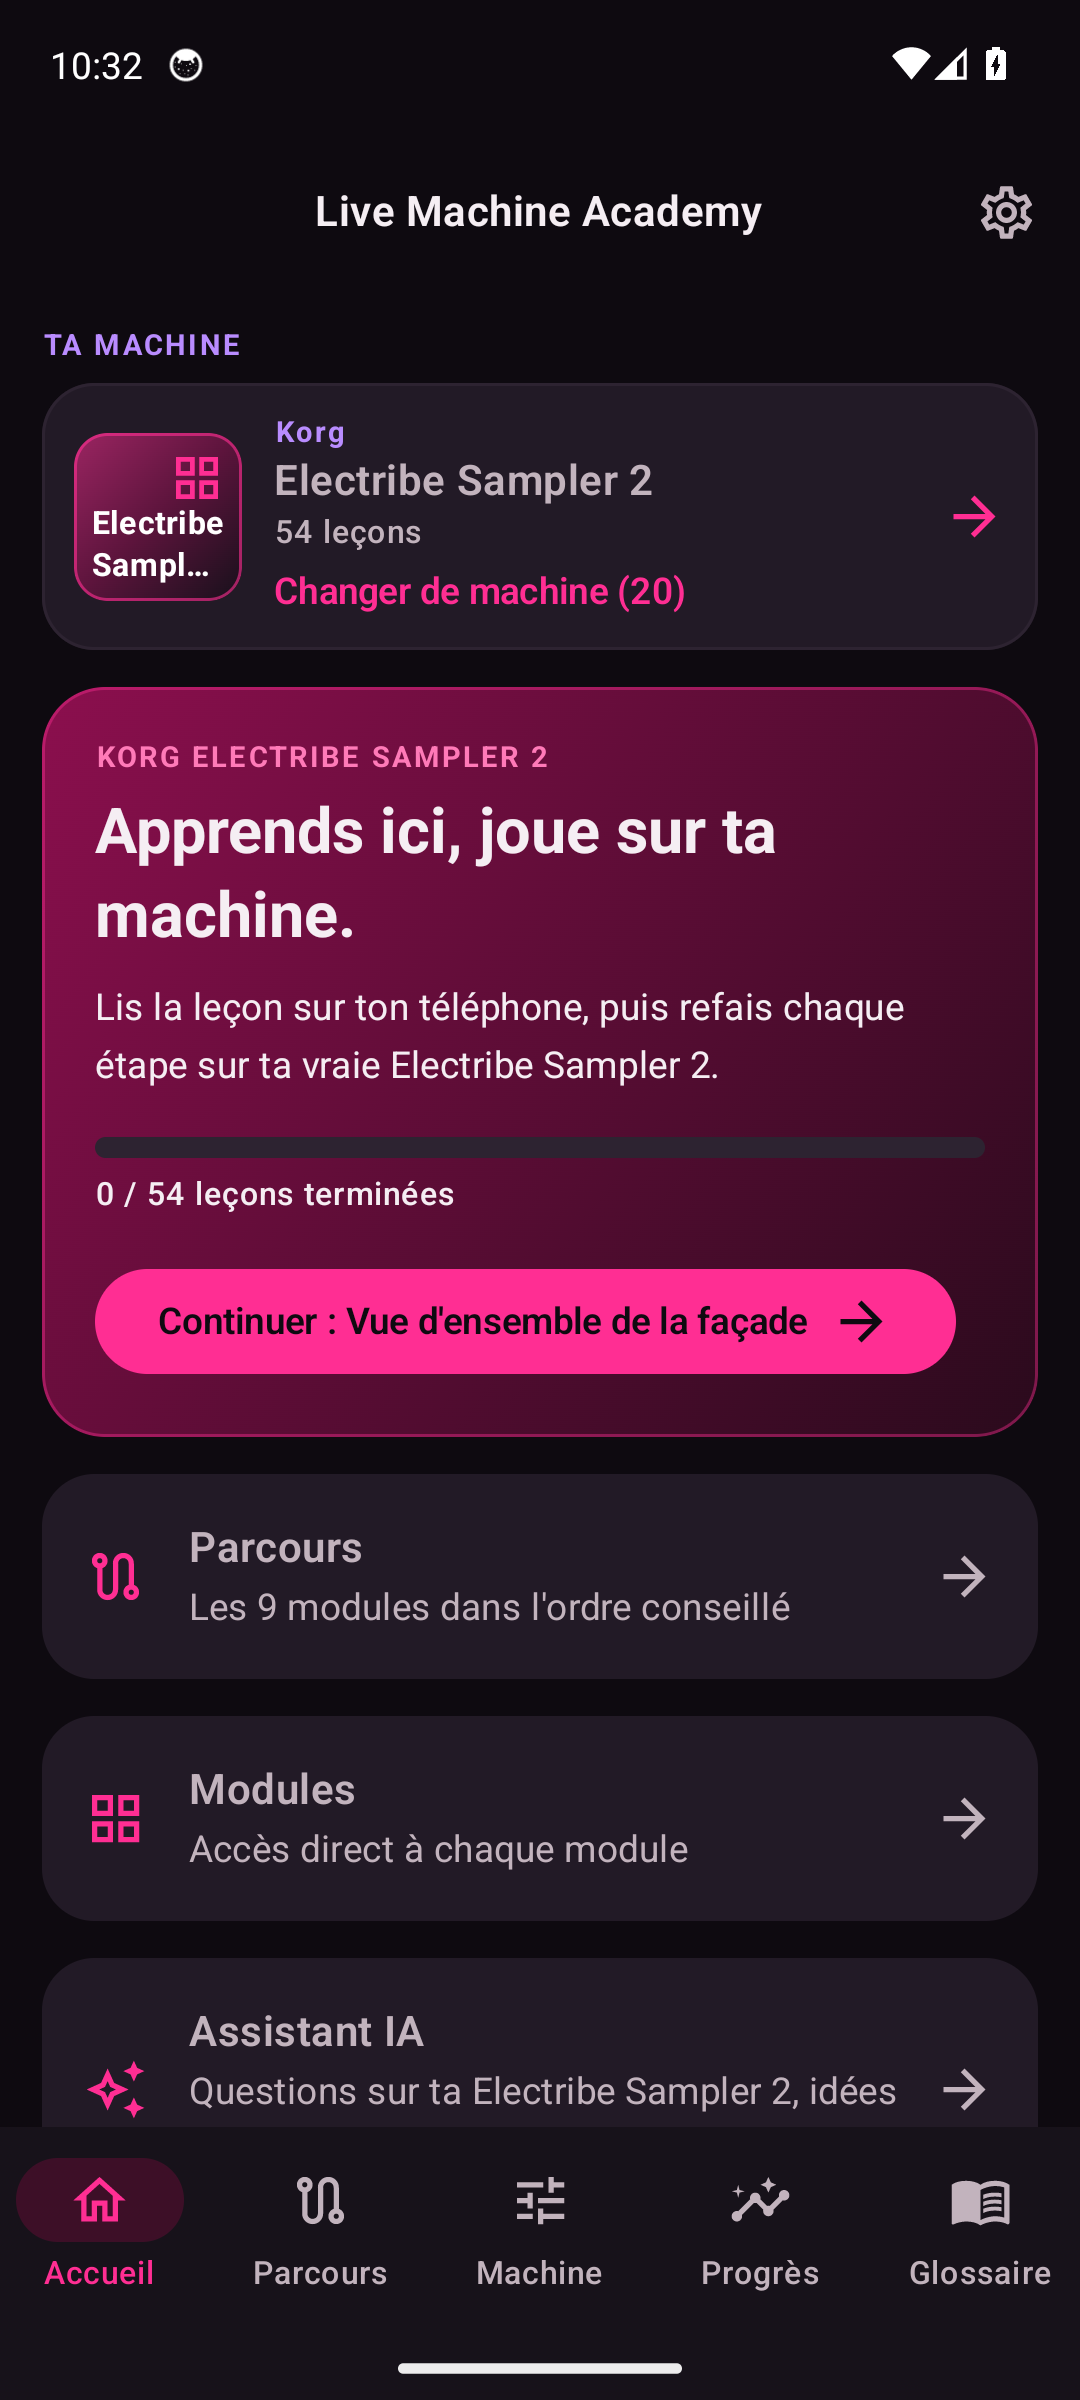 10:32
Live Machine Academy
TA MACHINE
Electribe
Sampl…
Korg
Electribe Sampler 2
54 leçons
Changer de machine (20)
KORG ELECTRIBE SAMPLER 2
Apprends ici, joue sur ta
machine.
Lis la leçon sur ton téléphone, puis refais chaque
étape sur ta vraie Electribe Sampler 2.
0 / 54 leçons terminées
Continuer : Vue d'ensemble de la façade
Parcours
Les 9 modules dans l'ordre conseillé
Modules
Accès direct à chaque module
Assistant IA
Questions sur ta Electribe Sampler 2, idées
Accueil
Parcours
Machine
Progrès
Glossaire